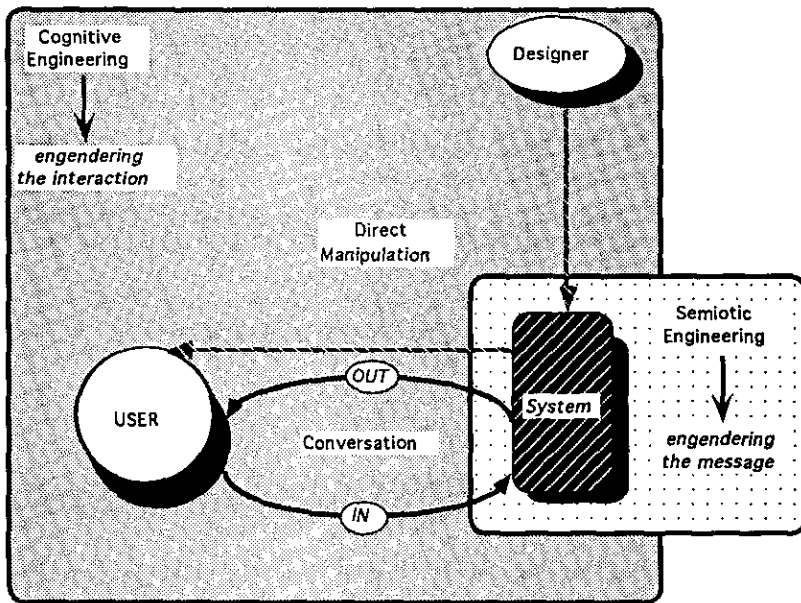 Cognitive
Engineering
engendering
the interaction
Designer
Direct
Manipulation
Semiotic
Engineering
engendering
the message
System
OUT
USER
Conversation
IN